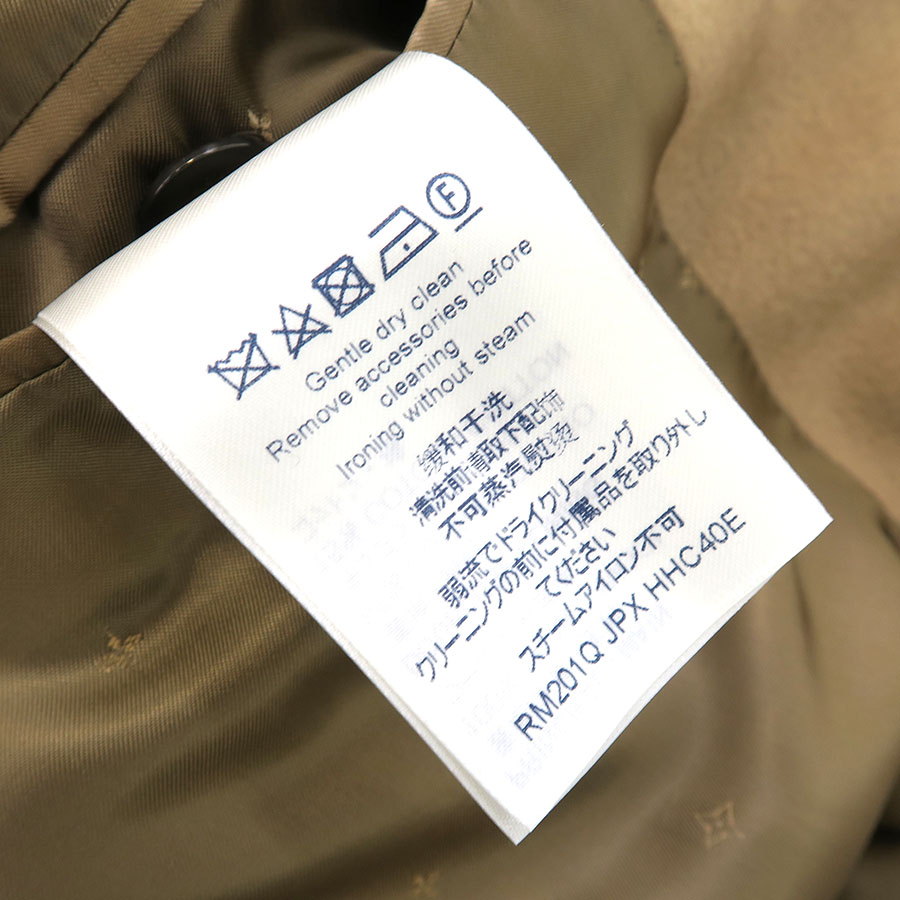 F
Gentle dry clean
Remove accessories before
cleaning
Ironing without steam
缓和干洗
清洗前请取下配饰
不可蒸汽熨烫
弱流でドライクリーニング
クリーニングの前に付属品を取り外し
てください
スチームアイロン不可
RM201Q JPX HHC40E